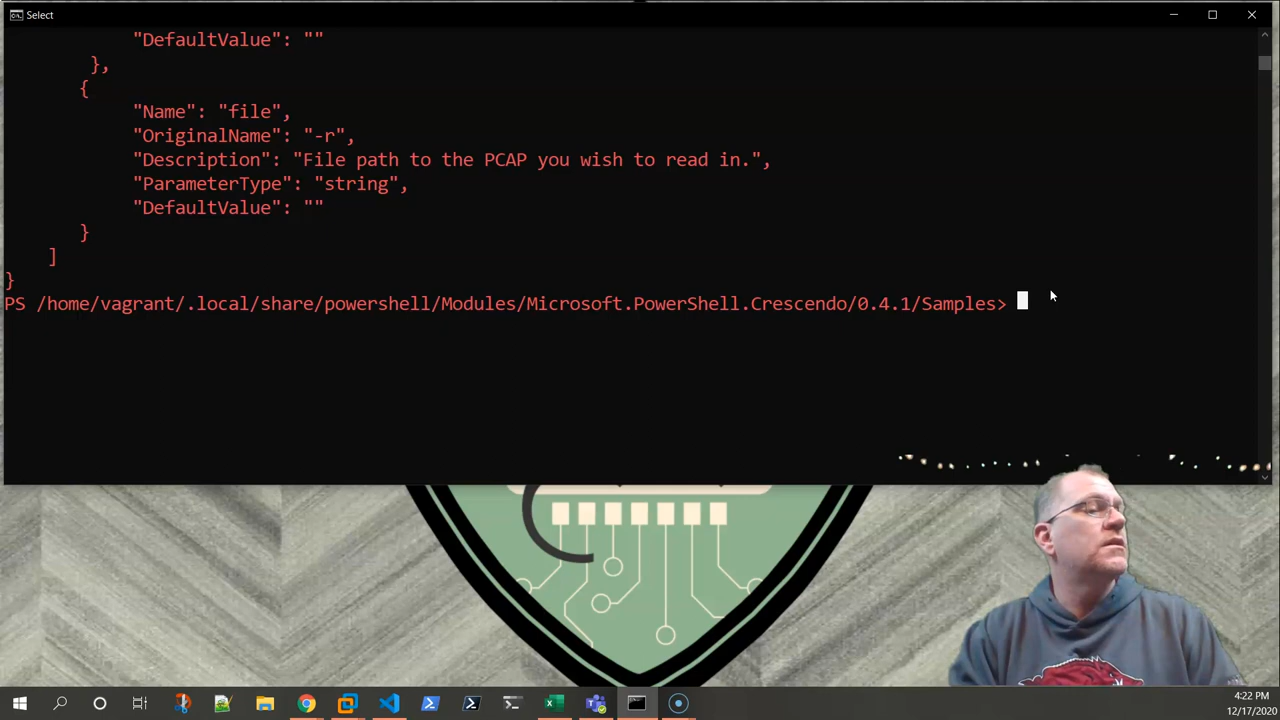 Select
"DefaultValue": ""
},
{
"Name": "file",
"OriginalName": "-r",
"Description": "File path to the PCAP you wish to read in.",
"ParameterType": "string",
"DefaultValue": ""
}
]
}
PS /home/vagrant/.local/share/powershell/Modules/Microsoft.PowerShell.Crescendo/0.4.1/Samples>
4:22 PM
12/17/2020